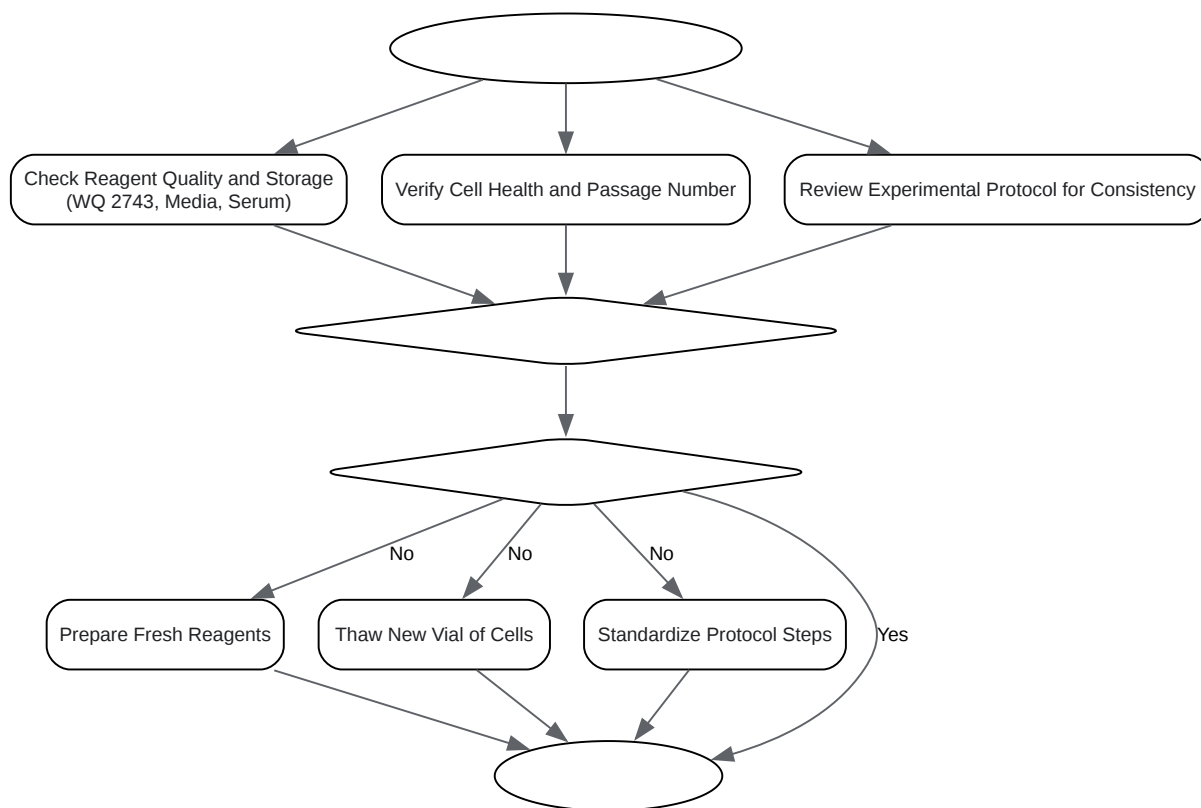 Check Reagent Quality and Storage
(WQ 2743, Media, Serum)
Verify Cell Health and Passage Number
Review Experimental Protocol for Consistency
No
No
No
Prepare Fresh Reagents
Thaw New Vial of Cells
Standardize Protocol Steps
Yes